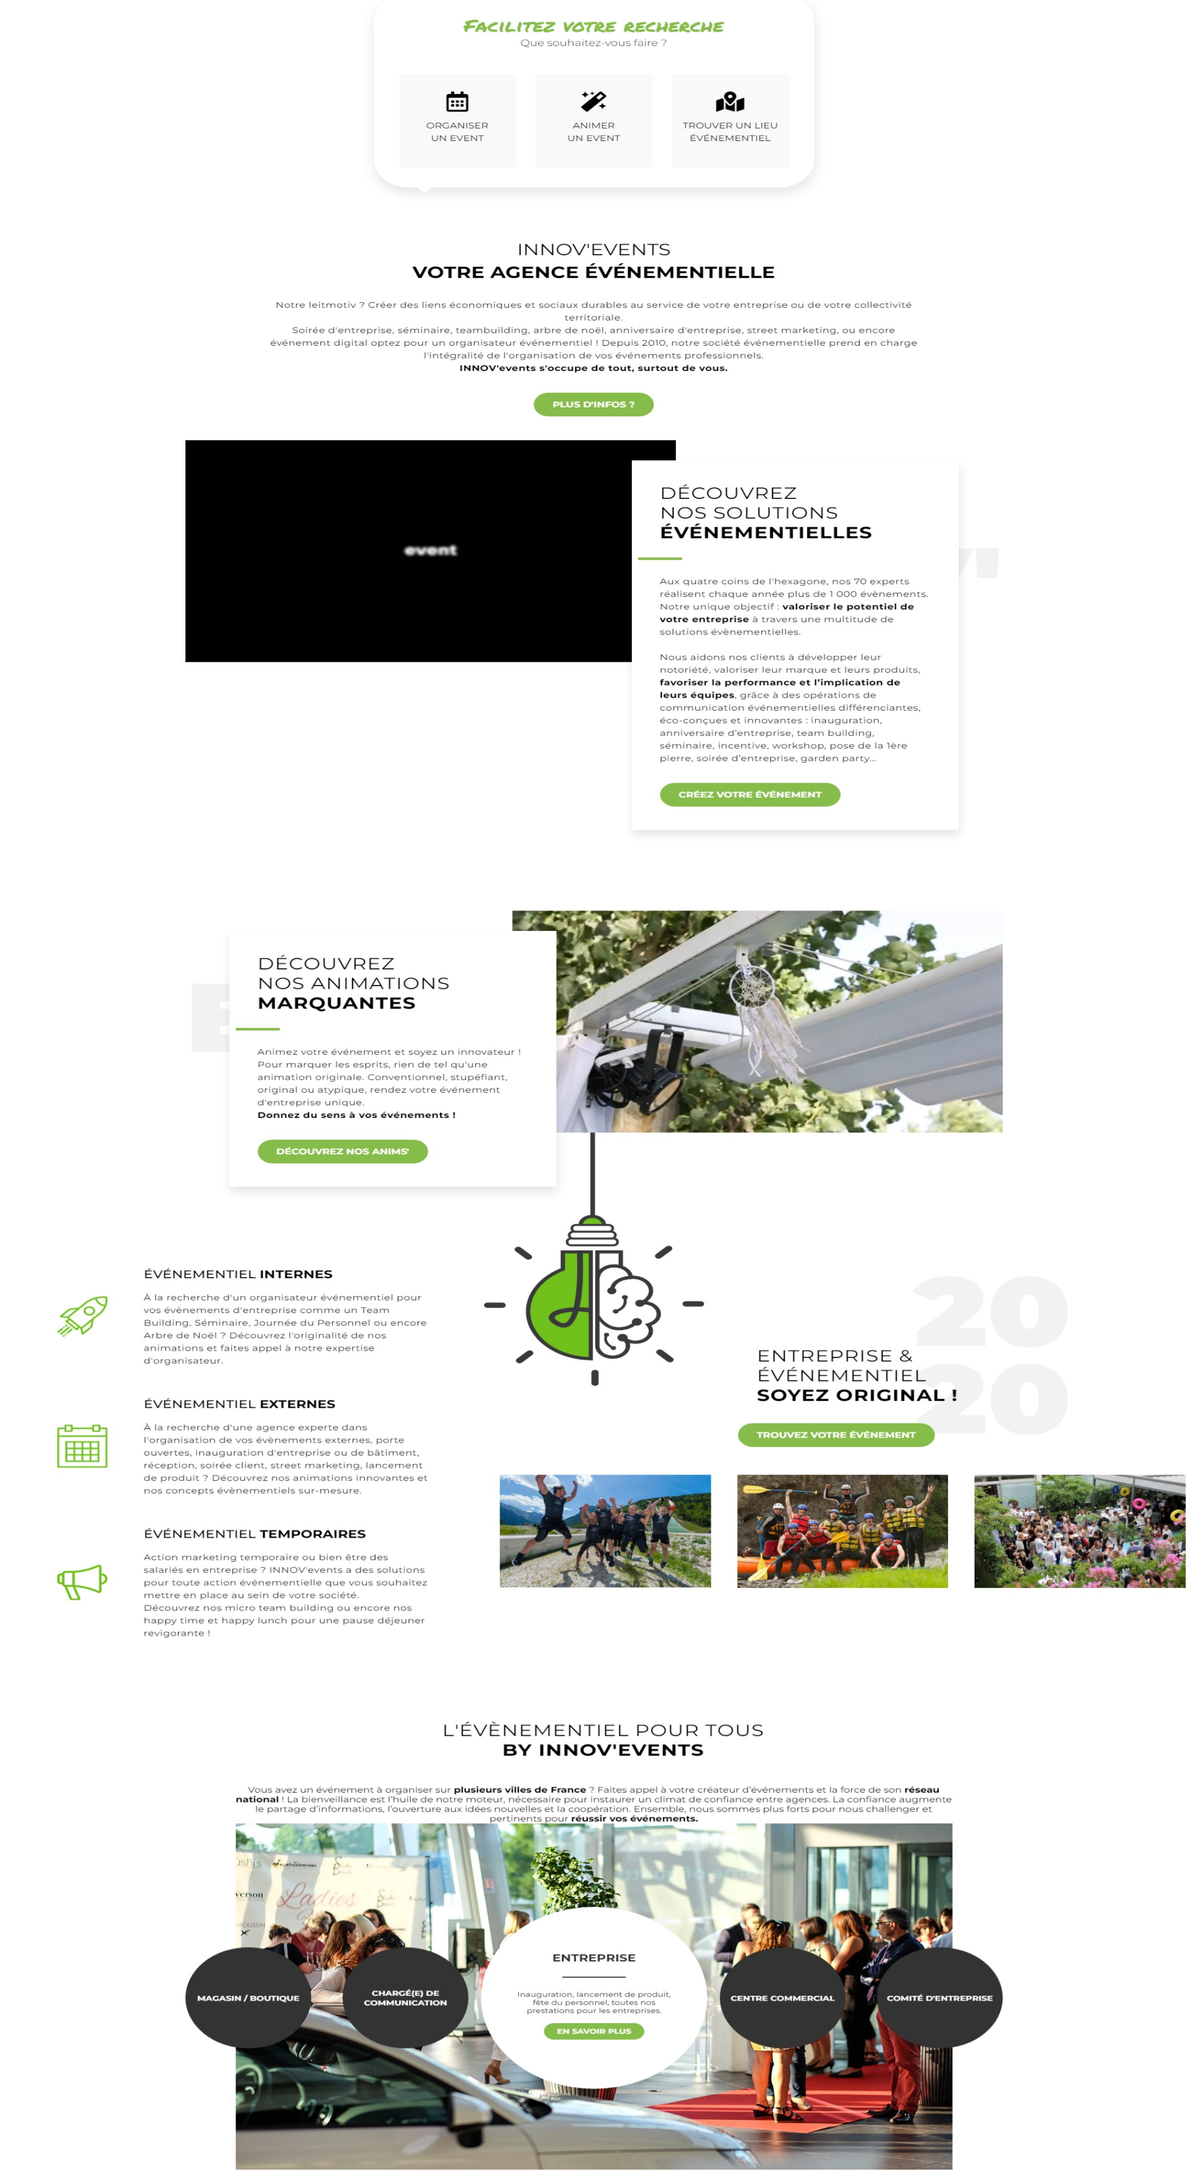 Facilitez votre recherche
Que souhaitez-vous faire ?
ORGANISER
UN EVENT
ANIMER
UN EVENT
TROUVER UN LIEU
ÉVÉNEMENTIEL
INNOV'EVENTS
VOTRE AGENCE ÉVÉNEMENTIELLE
Notre leitmotiv ? Créer des liens économiques et sociaux durables au service de votre entreprise ou de votre collectivité
territoriale.
Soirée d'entreprise, séminaire, teambuilding, arbre de noël, anniversaire d'entreprise, street marketing, ou encore
événement digital optez pour un organisateur événementiel ! Depuis 2010, notre société événementielle prend en charge
l'intégralité de l'organisation de vos événements professionnels.
INNOV'events s'occupe de tout, surtout de vous.
PLUS D'INFOS ?
event
DÉCOUVREZ
NOS SOLUTIONS
ÉVÉNEMENTIELLES
Aux quatre coins de l'hexagone, nos 70 experts
réalisent chaque année plus de 1 000 évènements.
Notre unique objectif : valoriser le potentiel de
votre entreprise à travers une multitude de
solutions évènementielles.
Nous aidons nos clients à développer leur
notoriété, valoriser leur marque et leurs produits,
favoriser la performance et l'implication de
leurs équipes, grâce à des opérations de
communication événementielles différenciantes,
éco-conçues et innovantes : inauguration,
anniversaire d'entreprise, team building,
séminaire, incentive, workshop, pose de la 1ère
pierre, soirée d'entreprise, garden party...
CRÉEZ VOTRE ÉVÉNEMENT
DÉCOUVREZ
NOS ANIMATIONS
MARQUANTES
Animez votre événement et soyez un innovateur !
Pour marquer les esprits, rien de tel qu'une
animation originale. Conventionnel, stupéfiant,
original ou atypique, rendez votre événement
d'entreprise unique.
Donnez du sens à vos événements !
DÉCOUVREZ NOS ANIMS'
ÉVÉNEMENTIEL INTERNES
À la recherche d'un organisateur événementiel pour
vos évènements d'entreprise comme un Team
Building, Séminaire, Journée du Personnel ou encore
Arbre de Noël ? Découvrez l'originalité de nos
animations et faites appel à notre expertise
d'organisateur.
ÉVÉNEMENTIEL EXTERNES
À la recherche d'une agence experte dans
l'organisation de vos évènements externes, porte
ouvertes, inauguration d'entreprise ou de bâtiment,
réception, soirée client, street marketing, lancement
de produit ? Découvrez nos animations innovantes et
nos concepts évènementiels sur-mesure.
ÉVÉNEMENTIEL TEMPORAIRES
Action marketing temporaire ou bien être des
salariés en entreprise ? INNOV'events a des solutions
pour toute action événementielle que vous souhaitez
mettre en place au sein de votre société.
Découvrez nos micro team building ou encore nos
happy time et happy lunch pour une pause déjeuner
revigorante !
20
20
ENTREPRISE &
ÉVÉNEMENTIEL
SOYEZ ORIGINAL !
TROUVEZ VOTRE ÉVÉNEMENT
L'ÉVÈNEMENTIEL POUR TOUS
BY INNOV'EVENTS
Vous avez un événement à organiser sur plusieurs villes de France ? Faites appel à votre créateur d'événements et la force de son réseau
national ! La bienveillance est l'huile de notre moteur, nécessaire pour instaurer un climat de confiance entre agences. La confiance augmente
le partage d'informations, l'ouverture aux idées nouvelles et la coopération. Ensemble, nous sommes plus forts pour nous challenger et
pertinents pour réussir vos événements.
Ladies
MAGASIN / BOUTIQUE
CHARGÉ(E) DE
COMMUNICATION
ENTREPRISE
Inauguration, lancement de produit,
fête du personnel, toutes nos
prestations pour les entreprises.
EN SAVOIR PLUS
CENTRE COMMERCIAL
COMITÉ D'ENTREPRISE